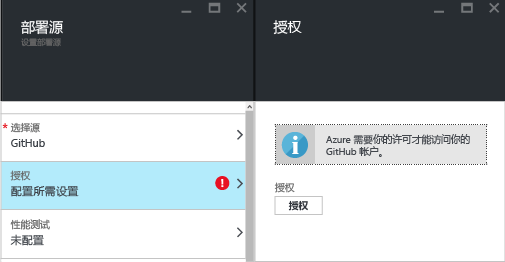 部署源
设置部署源
* 选择源
GitHub
授权
配置所需设置
性能测试
未配置
授权
Azure 需要你的许可才能访问你的
GitHub 帐户。
授权
授权